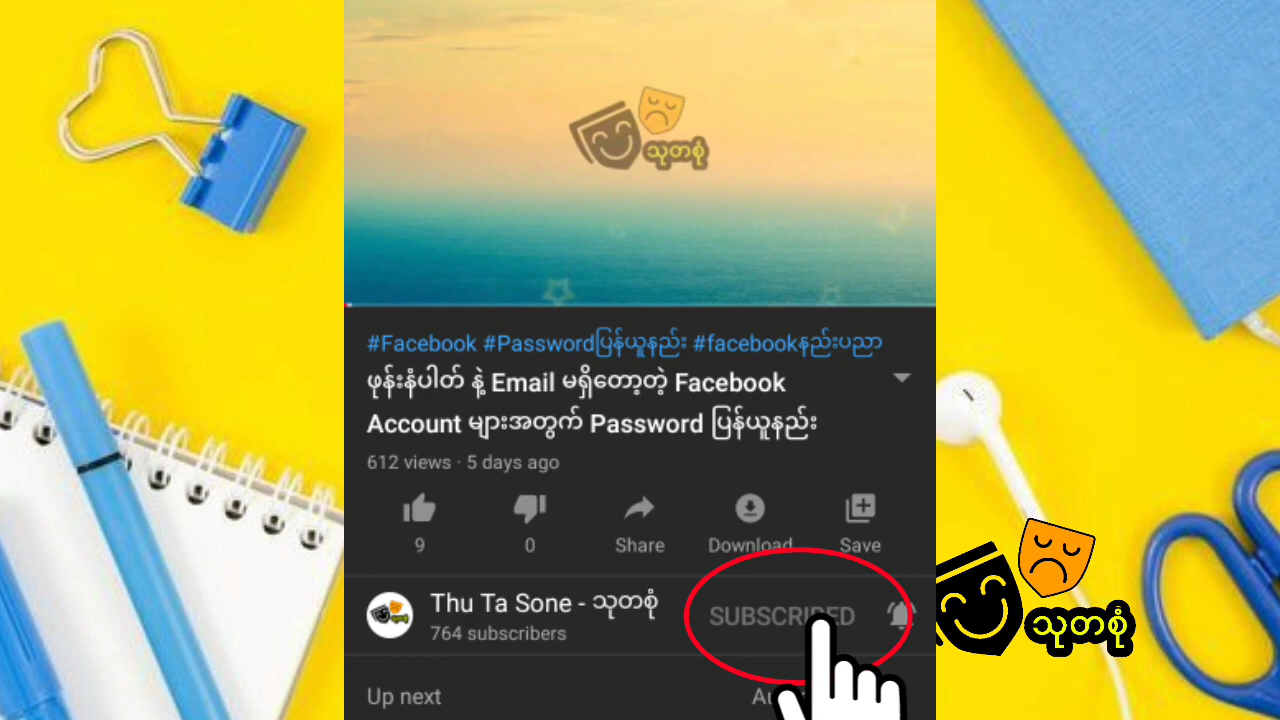 သုတစုံ
#Facebook #Passwordပြန်ယူနည်း #facebookနည်းပညာ
ဖုန်းနံပါတ် နဲ့ Email မရှိတော့တဲ့ Facebook
Account များအတွက် Password ပြန်ယူနည်း
612 views · 5 days ago
9
0
Share
Download
Save
Thu Ta Sone - သုတစုံ
764 subscribers
SUBSCRIBED
သုတစုံ
Up next